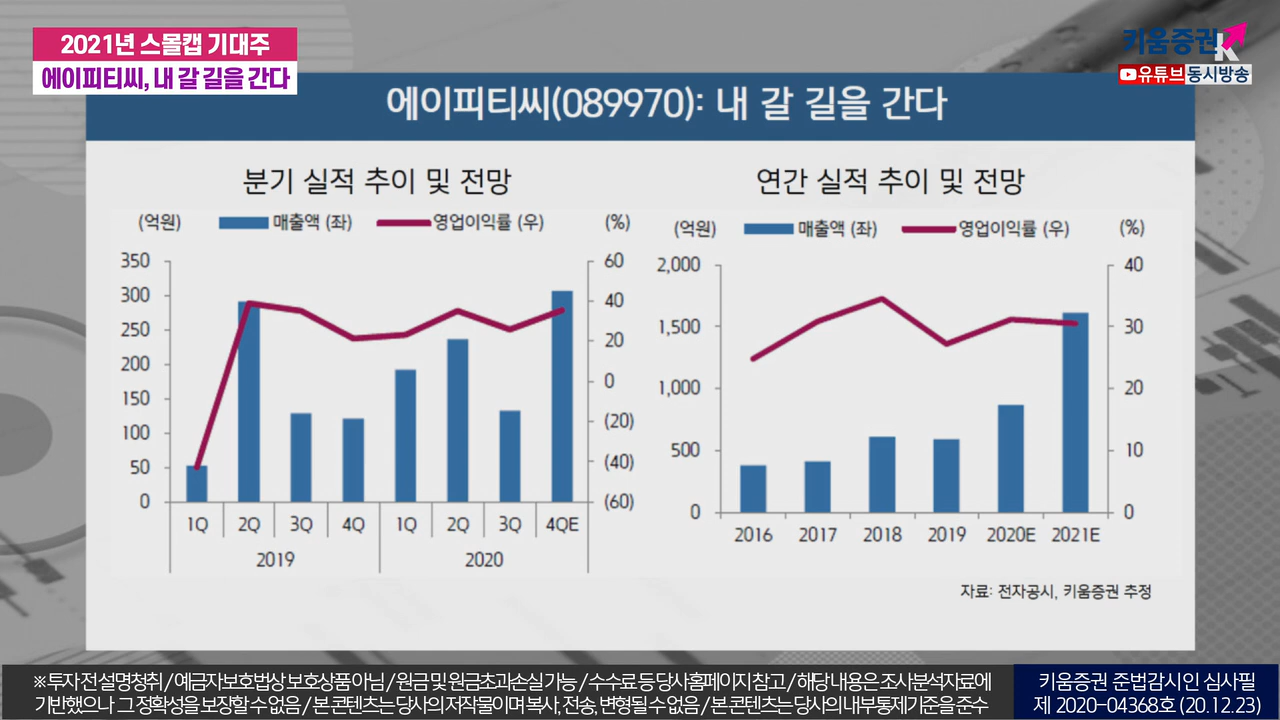 2021년 스몰캡 기대주
에이피티씨, 내 갈 길을 간다
키움증권
유튜브동시방송
에이피티씨(089970): 내 갈 길을 간다
분기 실적 추이 및 전망
(억원) 매출액 (좌) 영업이익률 (우) (%)
350 60
300 40
250 20
200 0
150 (20)
100 (40)
50 (60)
0
1Q 2Q 3Q 4Q 1Q 2Q 3Q 4QE
2019 2020
연간 실적 추이 및 전망
(억원) 매출액 (좌) 영업이익률 (우) (%)
2,000 40
1,500 30
1,000 20
500 10
0 0
2016 2017 2018 2019 2020E 2021E
자료: 전자공시, 키움증권 추정
※ 투자 전 설명청취 / 예금자보호법상 보호상품 아님 / 원금 및 원금초과손실 가능 / 수수료 등 당사홈페이지 참고 / 해당 내용은 조사분석자료에
기반했으나 그 정확성을 보장할 수 없음 / 본 콘텐츠는 당사의 저작물이며 복사, 전송, 변형될 수 없음 / 본 콘텐츠는 당사의 내부통제기준을 준수
키움증권 준법감시인 심사필
제 2020-04368호 (20.12.23)